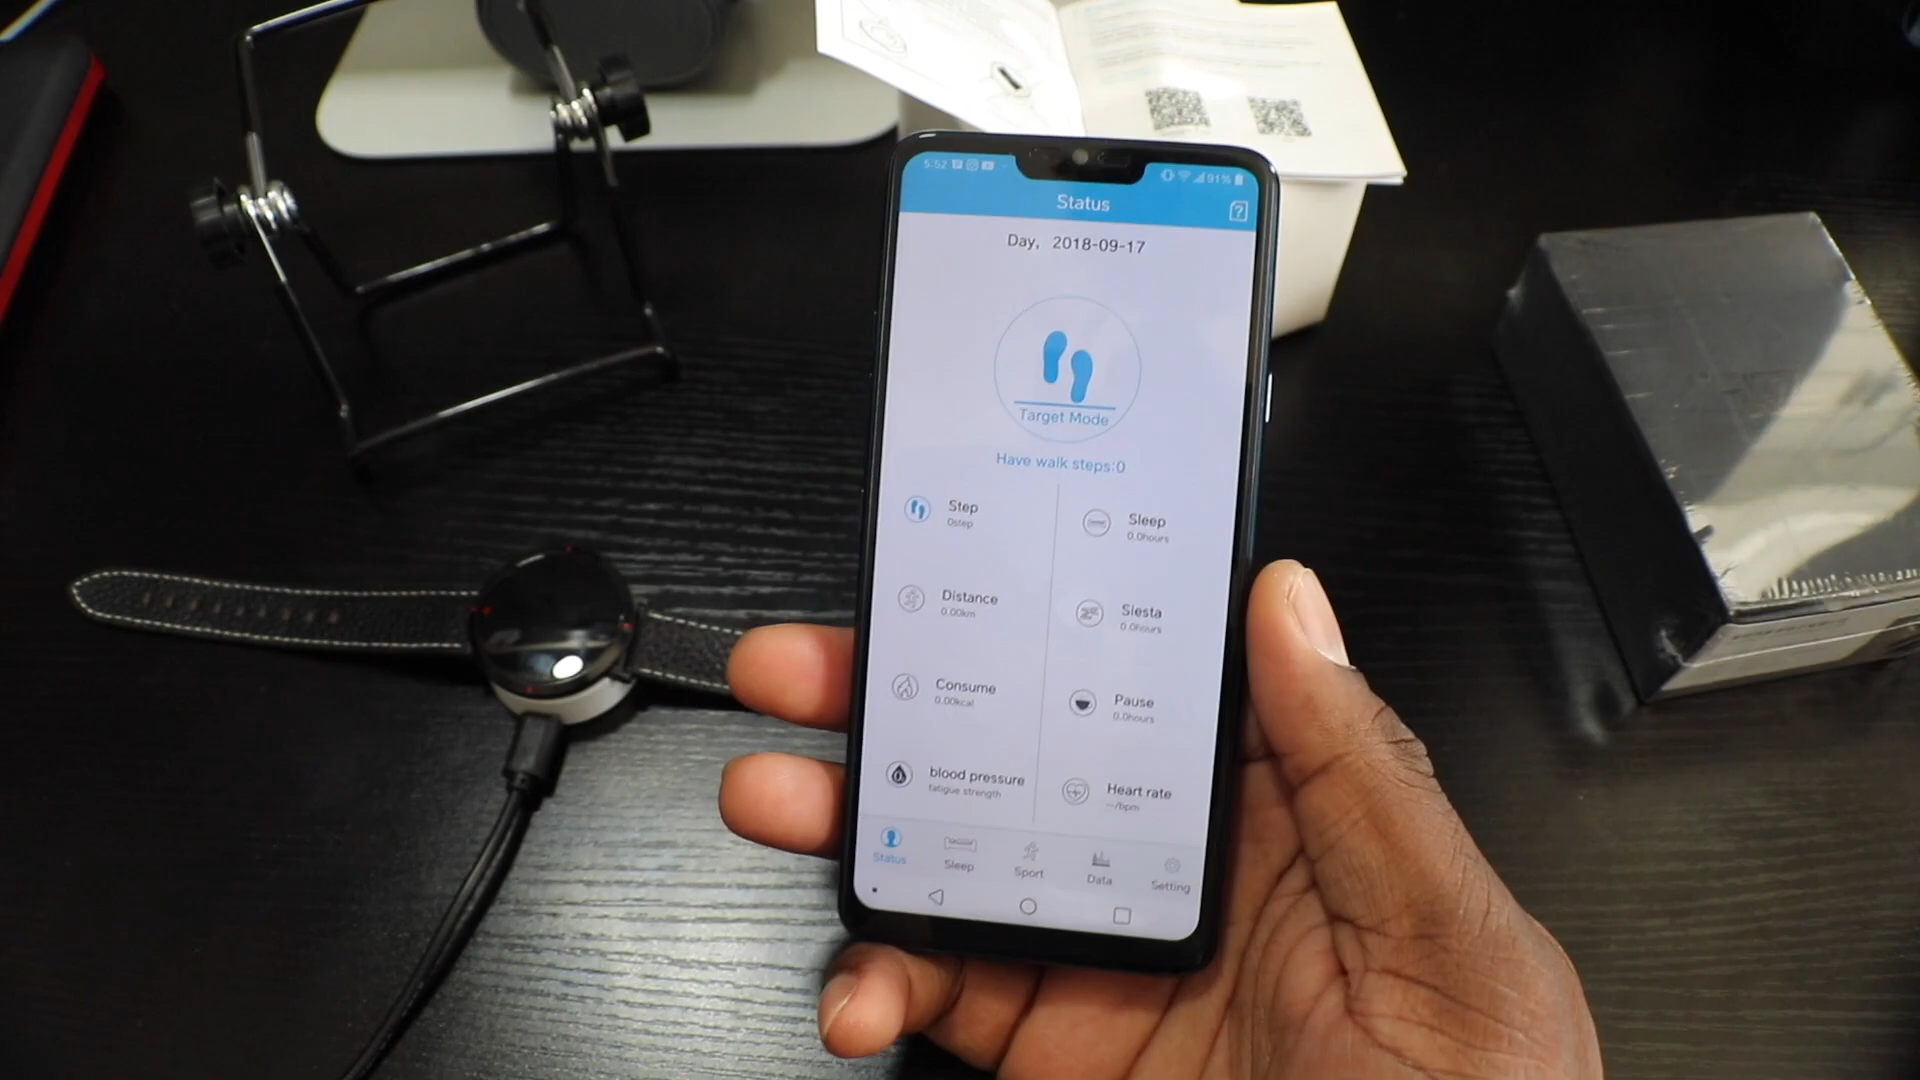 5:52
91%
Status
Day, 2018-09-17
Target Mode
Have walk steps:0
Step
0step
Sleep
0.0hours
Distance
0.00km
Siesta
0.0hours
Consume
0.00kcal
Pause
0.0hours
blood pressure
fatigue strength
Heart rate
--/bpm
Status
Sleep
Sport
Data
Setting